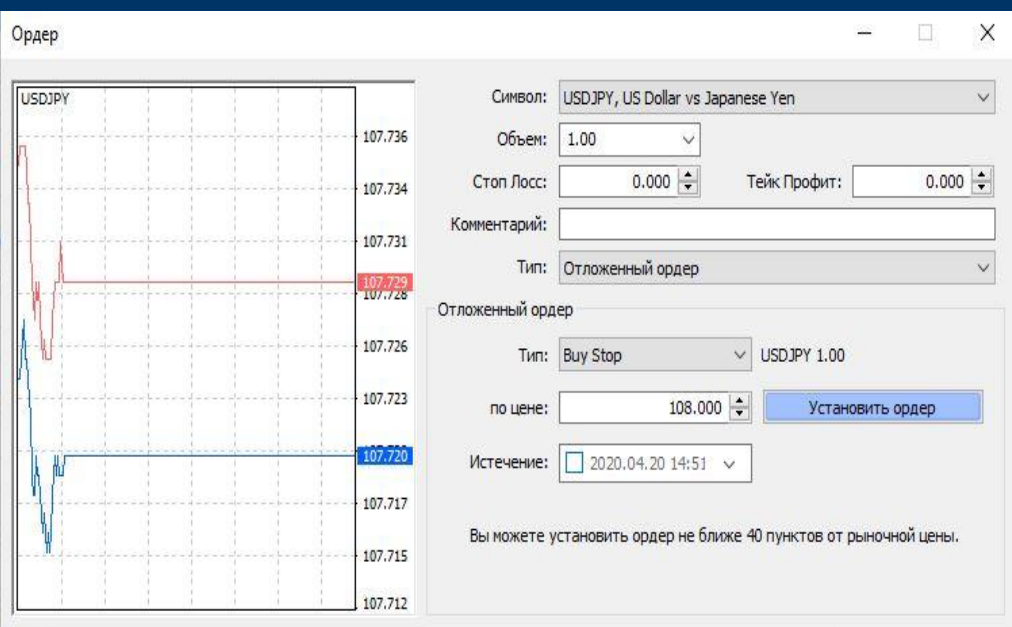 Ордер
USDJPY
107.736
107.734
107.731
107.729
107.728
107.726
107.723
107.720
107.717
107.715
107.712
Символ: USDJPY, US Dollar vs Japanese Yen
Объем: 1.00
Стоп Лосс: 0.000 Тейк Профит: 0.000
Комментарий:
Тип: Отложенный ордер
Отложенный ордер
Тип: Buy Stop USDJPY 1.00
по цене: 108.000 Установить ордер
Истечение: 2020.04.20 14:51
Вы можете установить ордер не ближе 40 пунктов от рыночной цены.